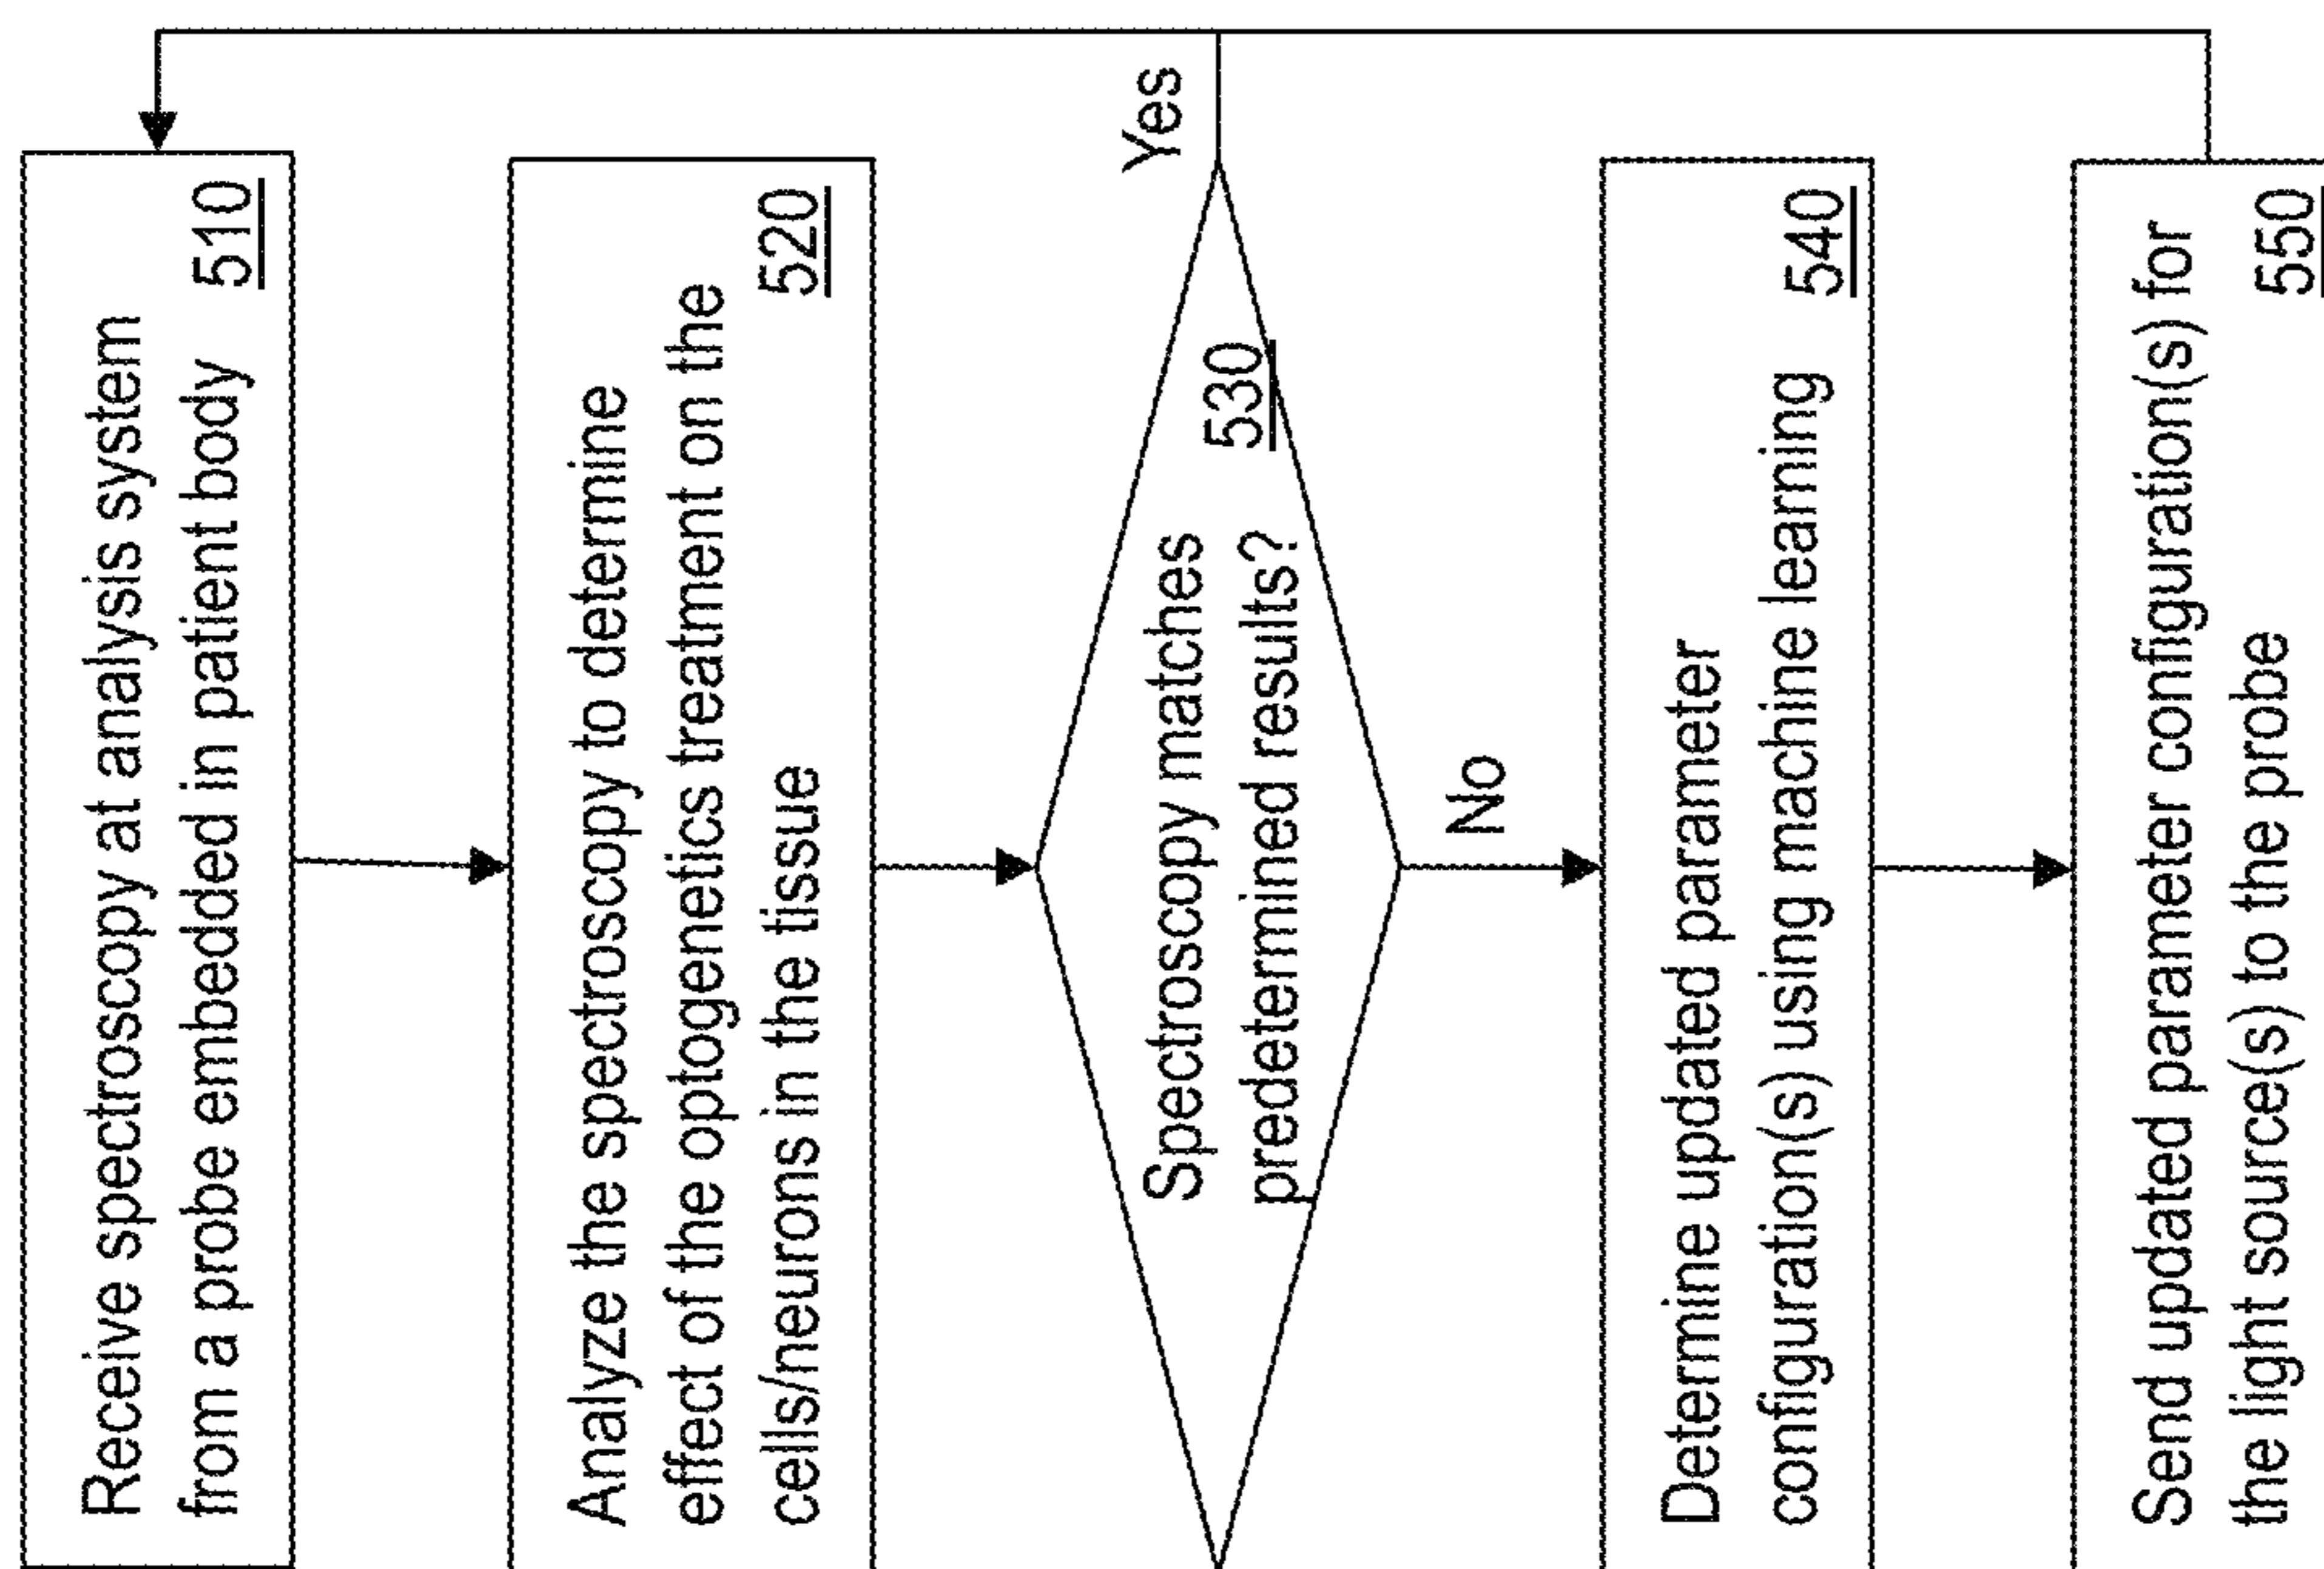 Receive spectroscopy at analysis system
from a probe embedded in patient body 510
Analyze the spectroscopy to determine
effect of the optogenetics treatment on the
cells/neurons in the tissue 520
Spectroscopy matches
predetermined results?
530
Yes
No
Determine updated parameter
configuration(s) using machine learning 540
Send updated parameter configuration(s) for
the light source(s) to the probe 550